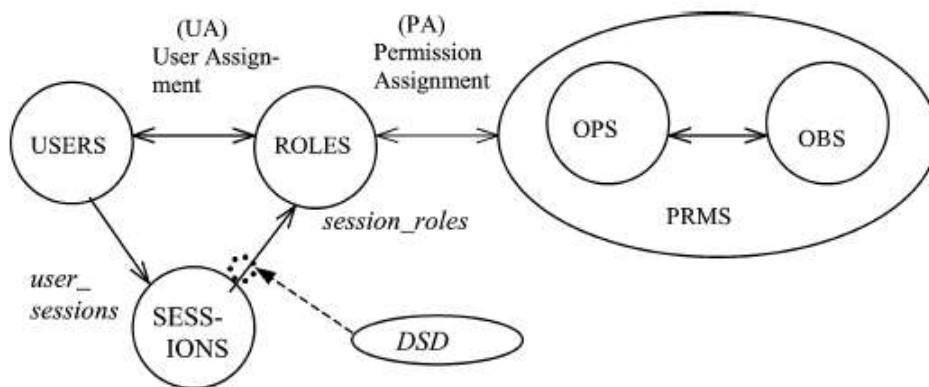 (UA)
User Assign-
ment
(PA)
Permission
Assignment
USERS
ROLES
OPS
OBS
PRMS
session_roles
user_
sessions
SESS-
IONS
DSD